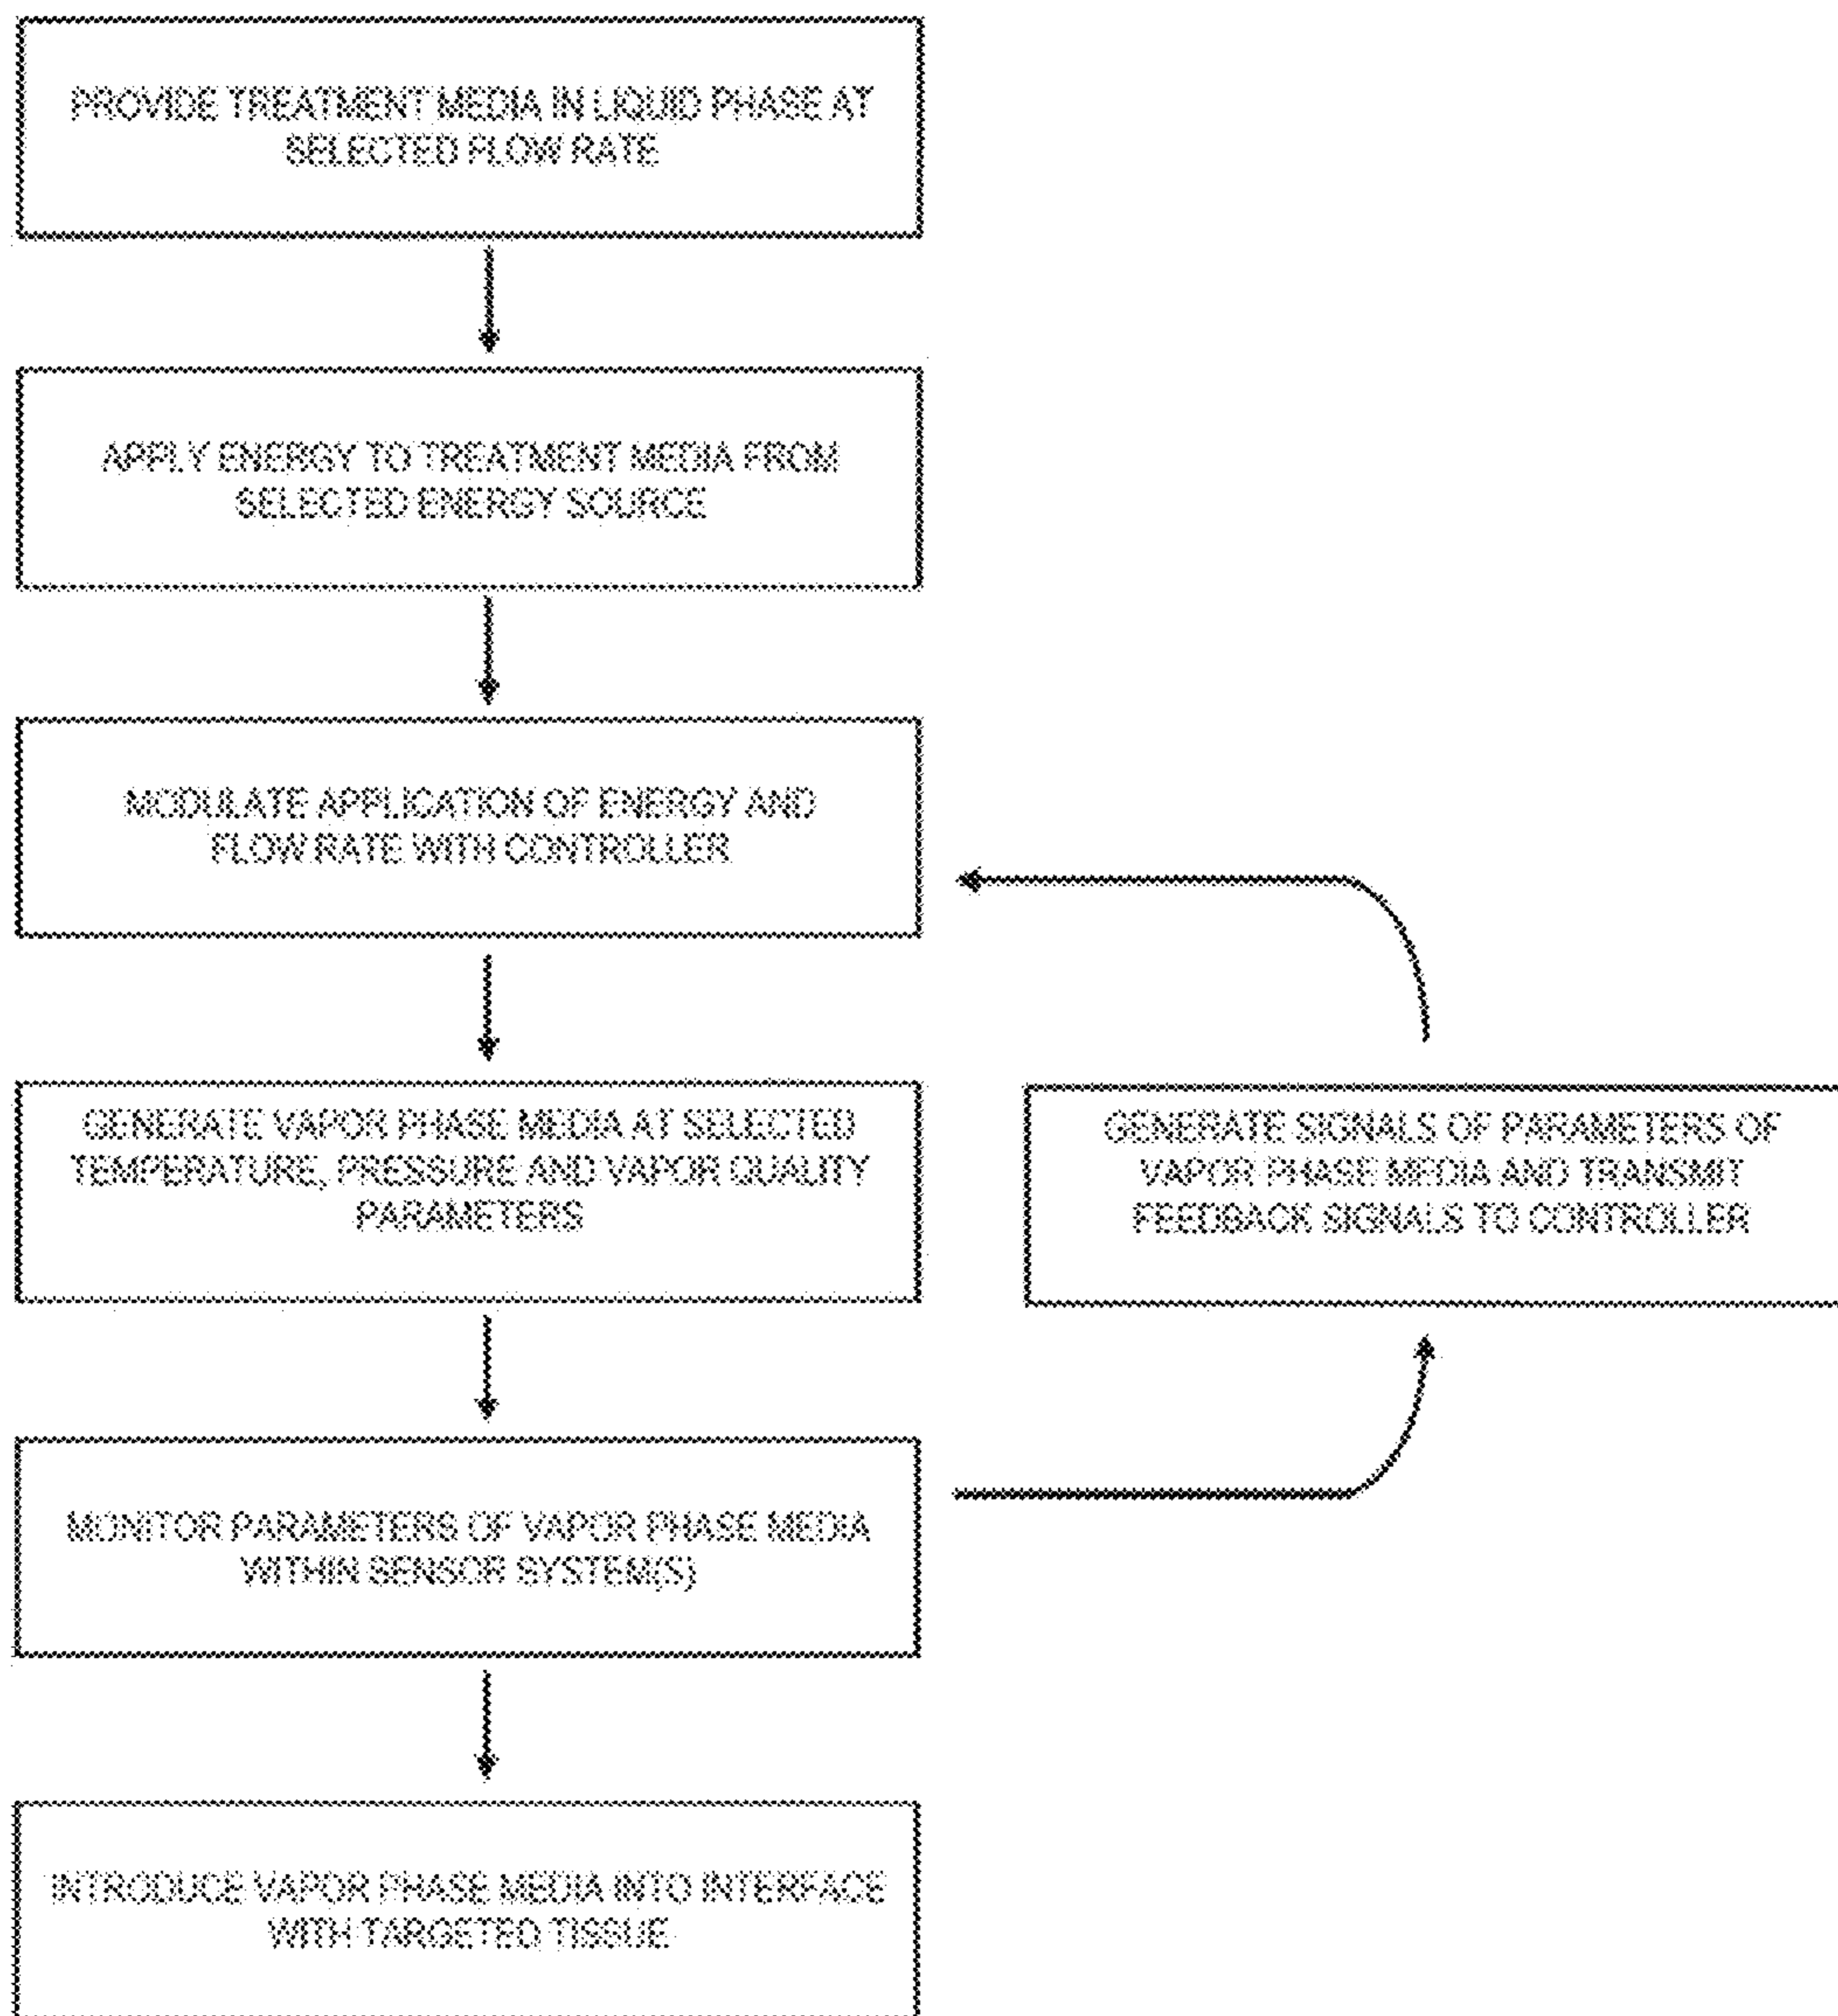 PROVIDE TREATMENT MEDIA IN LIQUID PHASE AT
SELECTED FLOW RATE
APPLY ENERGY TO TREATMENT MEDIA FROM
SELECTED ENERGY SOURCE
MODULATE APPLICATION OF ENERGY AND
FLOW RATE WITH CONTROLLER
GENERATE VAPOR PHASE MEDIA AT SELECTED
TEMPERATURE, PRESSURE AND VAPOR QUALITY
PARAMETERS
GENERATE SIGNALS OF PARAMETERS OF
VAPOR PHASE MEDIA AND TRANSMIT
FEEDBACK SIGNALS TO CONTROLLER
MONITOR PARAMETERS OF VAPOR PHASE MEDIA
WITHIN SENSOR SYSTEM(S)
INTRODUCE VAPOR PHASE MEDIA INTO INTERFACE
WITH TARGETED TISSUE